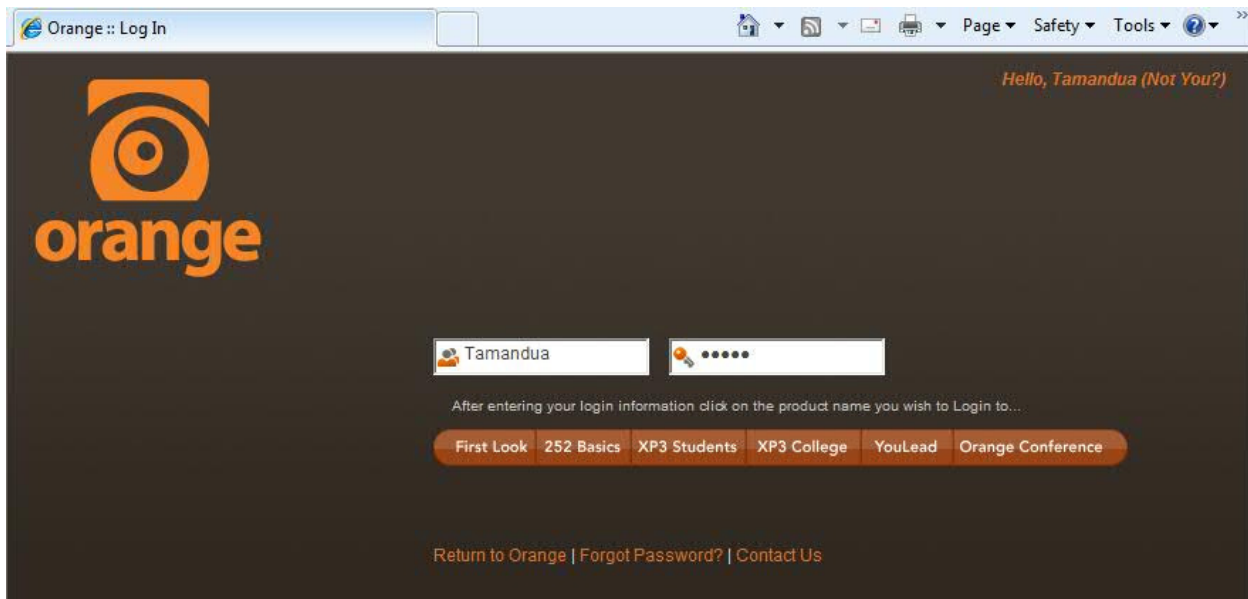 Orange :: Log In
Page Safety Tools
Hello, Tamandua (Not You?)
orange
Tamandua •••••
After entering your login information click on the product name you wish to Login to...
First Look 252 Basics XP3 Students XP3 College YouLead Orange Conference
Return to Orange | Forgot Password? | Contact Us